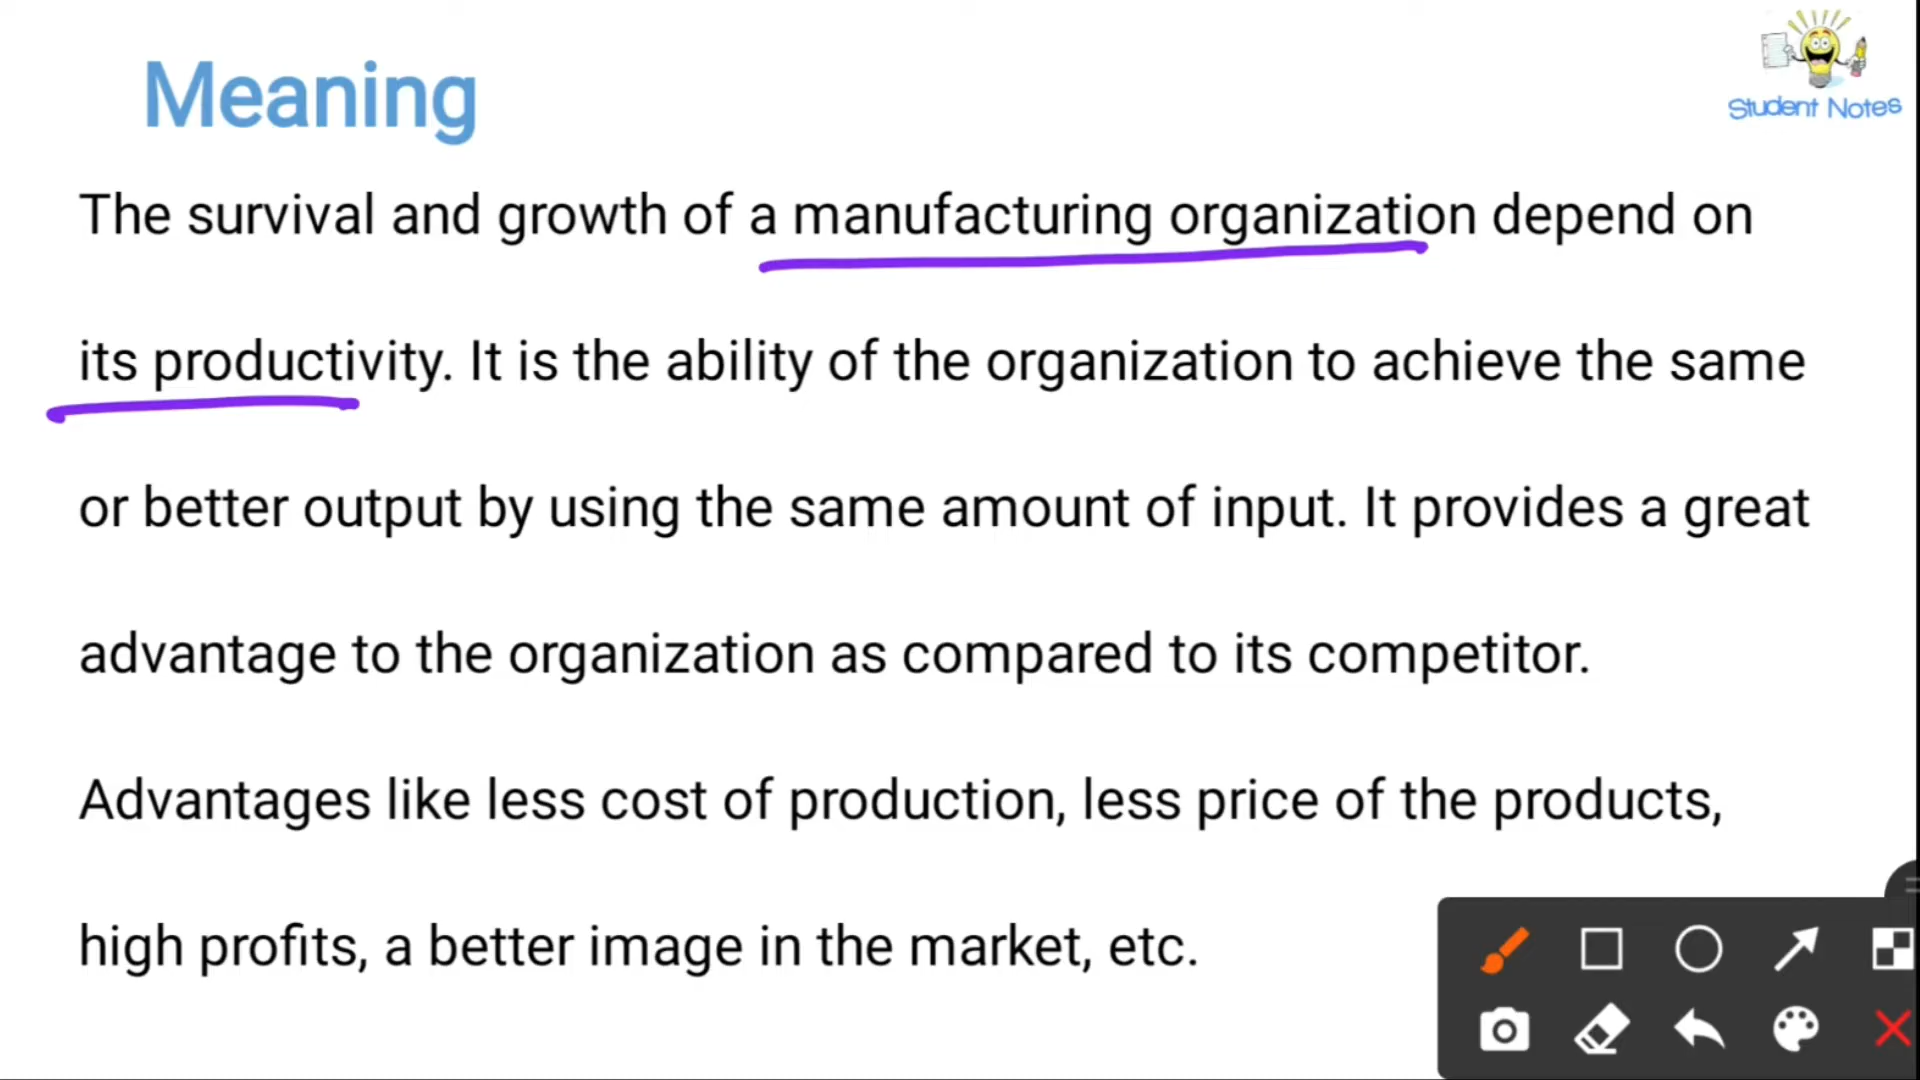 Meaning
Student Notes
The survival and growth of a manufacturing organization depend on
its productivity. It is the ability of the organization to achieve the same
or better output by using the same amount of input. It provides a great
advantage to the organization as compared to its competitor.
Advantages like less cost of production, less price of the products,
high profits, a better image in the market, etc.